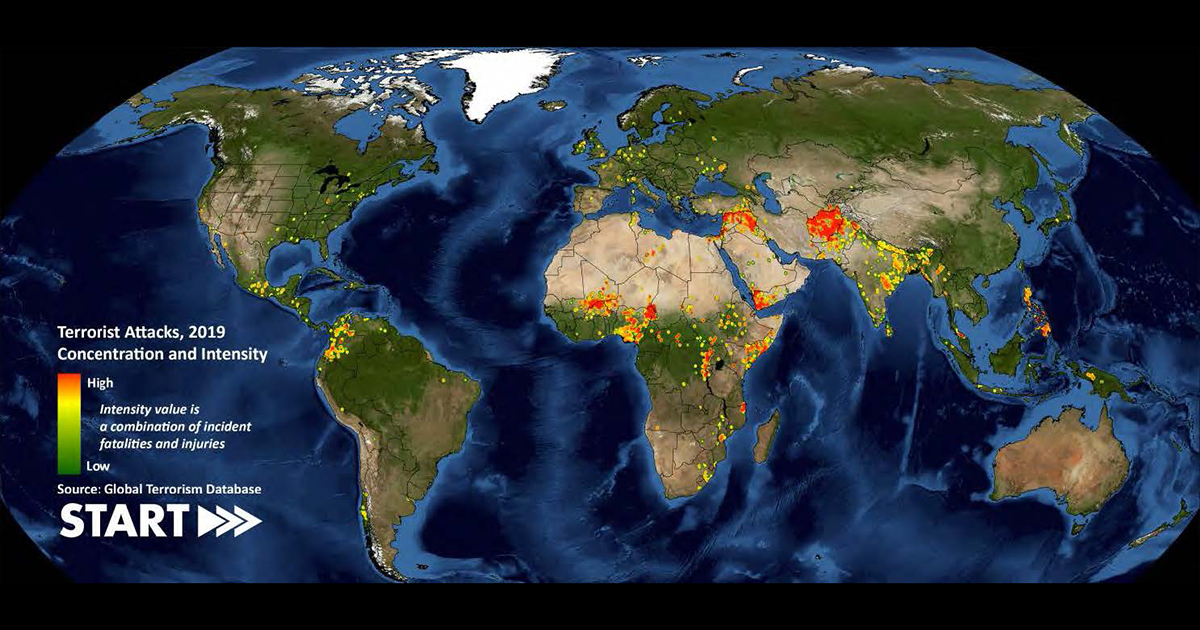 Terrorist Attacks, 2019
Concentration and Intensity
High
Intensity value is
a combination of incident
fatalities and injuries
Low
Source: Global Terrorism Database
START